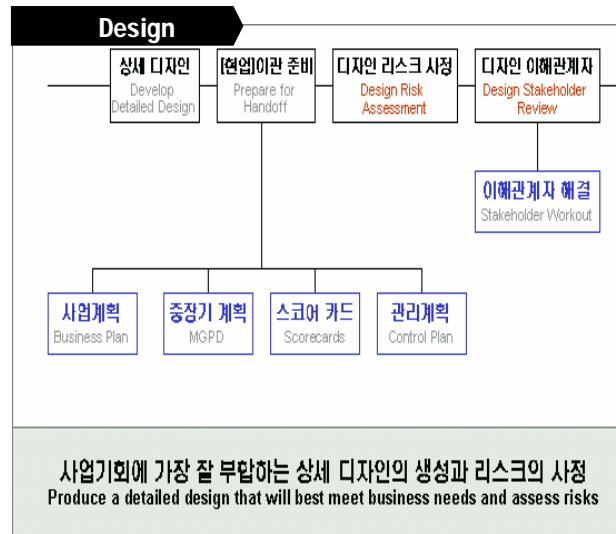 Design
상세 디자인
Develop
Detailed Design
[현업]이관 준비
Prepare for
Handoff
디자인 리스크 사정
Design Risk
Assessment
디자인 이해관계자
Design Stakeholder
Review
이해관계자 해결
Stakeholder Workout
사업계획
Business Plan
중장기 계획
MGPD
스코어 카드
Scorecards
관리계획
Control Plan
사업기회에 가장 잘 부합하는 상세 디자인의 생성과 리스크의 사정
Produce a detailed design that will best meet business needs and assess risks